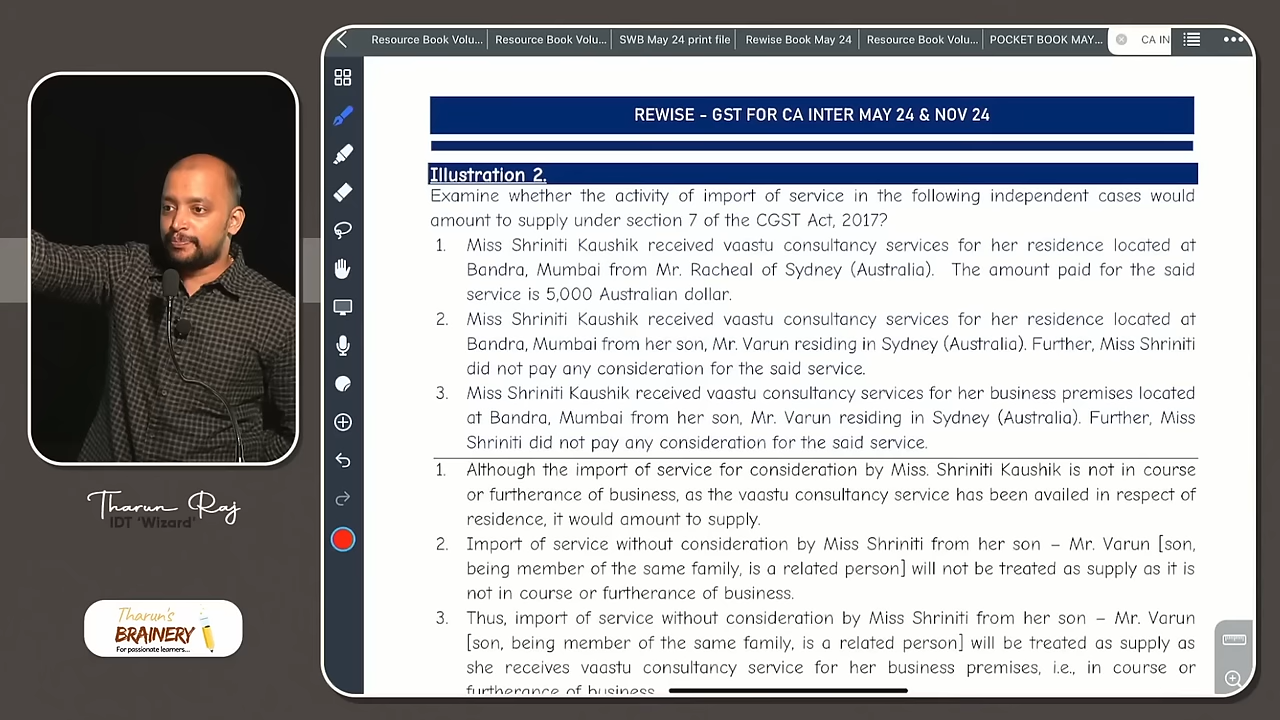 Resource Book Volu...
Resource Book Volu...
SWB May 24 print file
Rewise Book May 24
Resource Book Volu...
POCKET BOOK MAY...
CA IN
REWISE - GST FOR CA INTER MAY 24 & NOV 24
Illustration 2.
Examine whether the activity of import of service in the following independent cases would
amount to supply under section 7 of the CGST Act, 2017?
1. Miss Shriniti Kaushik received vaastu consultancy services for her residence located at
Bandra, Mumbai from Mr. Racheal of Sydney (Australia). The amount paid for the said
service is 5,000 Australian dollar.
2. Miss Shriniti Kaushik received vaastu consultancy services for her residence located at
Bandra, Mumbai from her son, Mr. Varun residing in Sydney (Australia). Further, Miss Shriniti
did not pay any consideration for the said service.
3. Miss Shriniti Kaushik received vaastu consultancy services for her business premises located
at Bandra, Mumbai from her son, Mr. Varun residing in Sydney (Australia). Further, Miss
Shriniti did not pay any consideration for the said service.
1. Although the import of service for consideration by Miss. Shriniti Kaushik is not in course
or furtherance of business, as the vaastu consultancy service has been availed in respect of
residence, it would amount to supply.
2. Import of service without consideration by Miss Shriniti from her son – Mr. Varun [son,
being member of the same family, is a related person] will not be treated as supply as it is
not in course or furtherance of business.
3. Thus, import of service without consideration by Miss Shriniti from her son – Mr. Varun
[son, being member of the same family, is a related person] will be treated as supply as
she receives vaastu consultancy service for her business premises, i.e., in course or
furtherance of business.
Tharun Raj
IDT 'Wizard'
Tharun's
BRAINERY
For passionate learners...